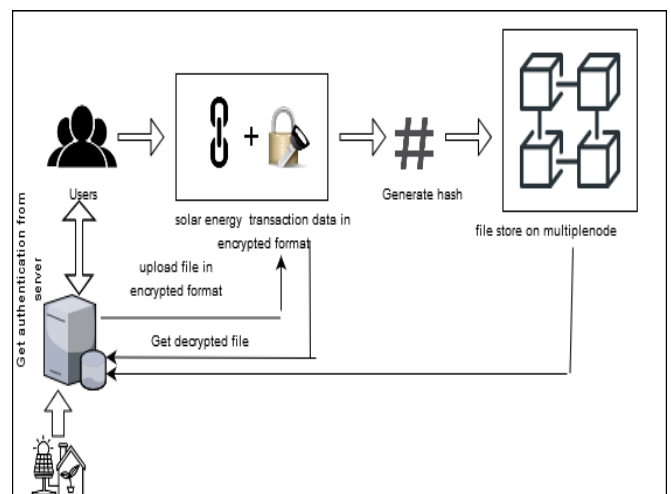 Users
solar energy transaction data in
encrypted format
#
Generate hash
file store on multiplenode
Get authentication from
server
upload file in
encrypted format
Get decrypted file
+